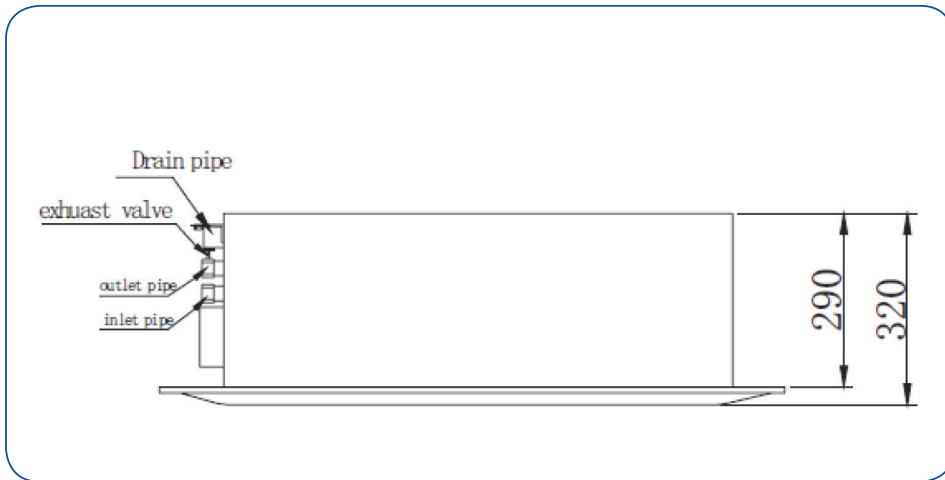 Drain pipe
exhuast valve
outlet pipe
inlet pipe
290
320